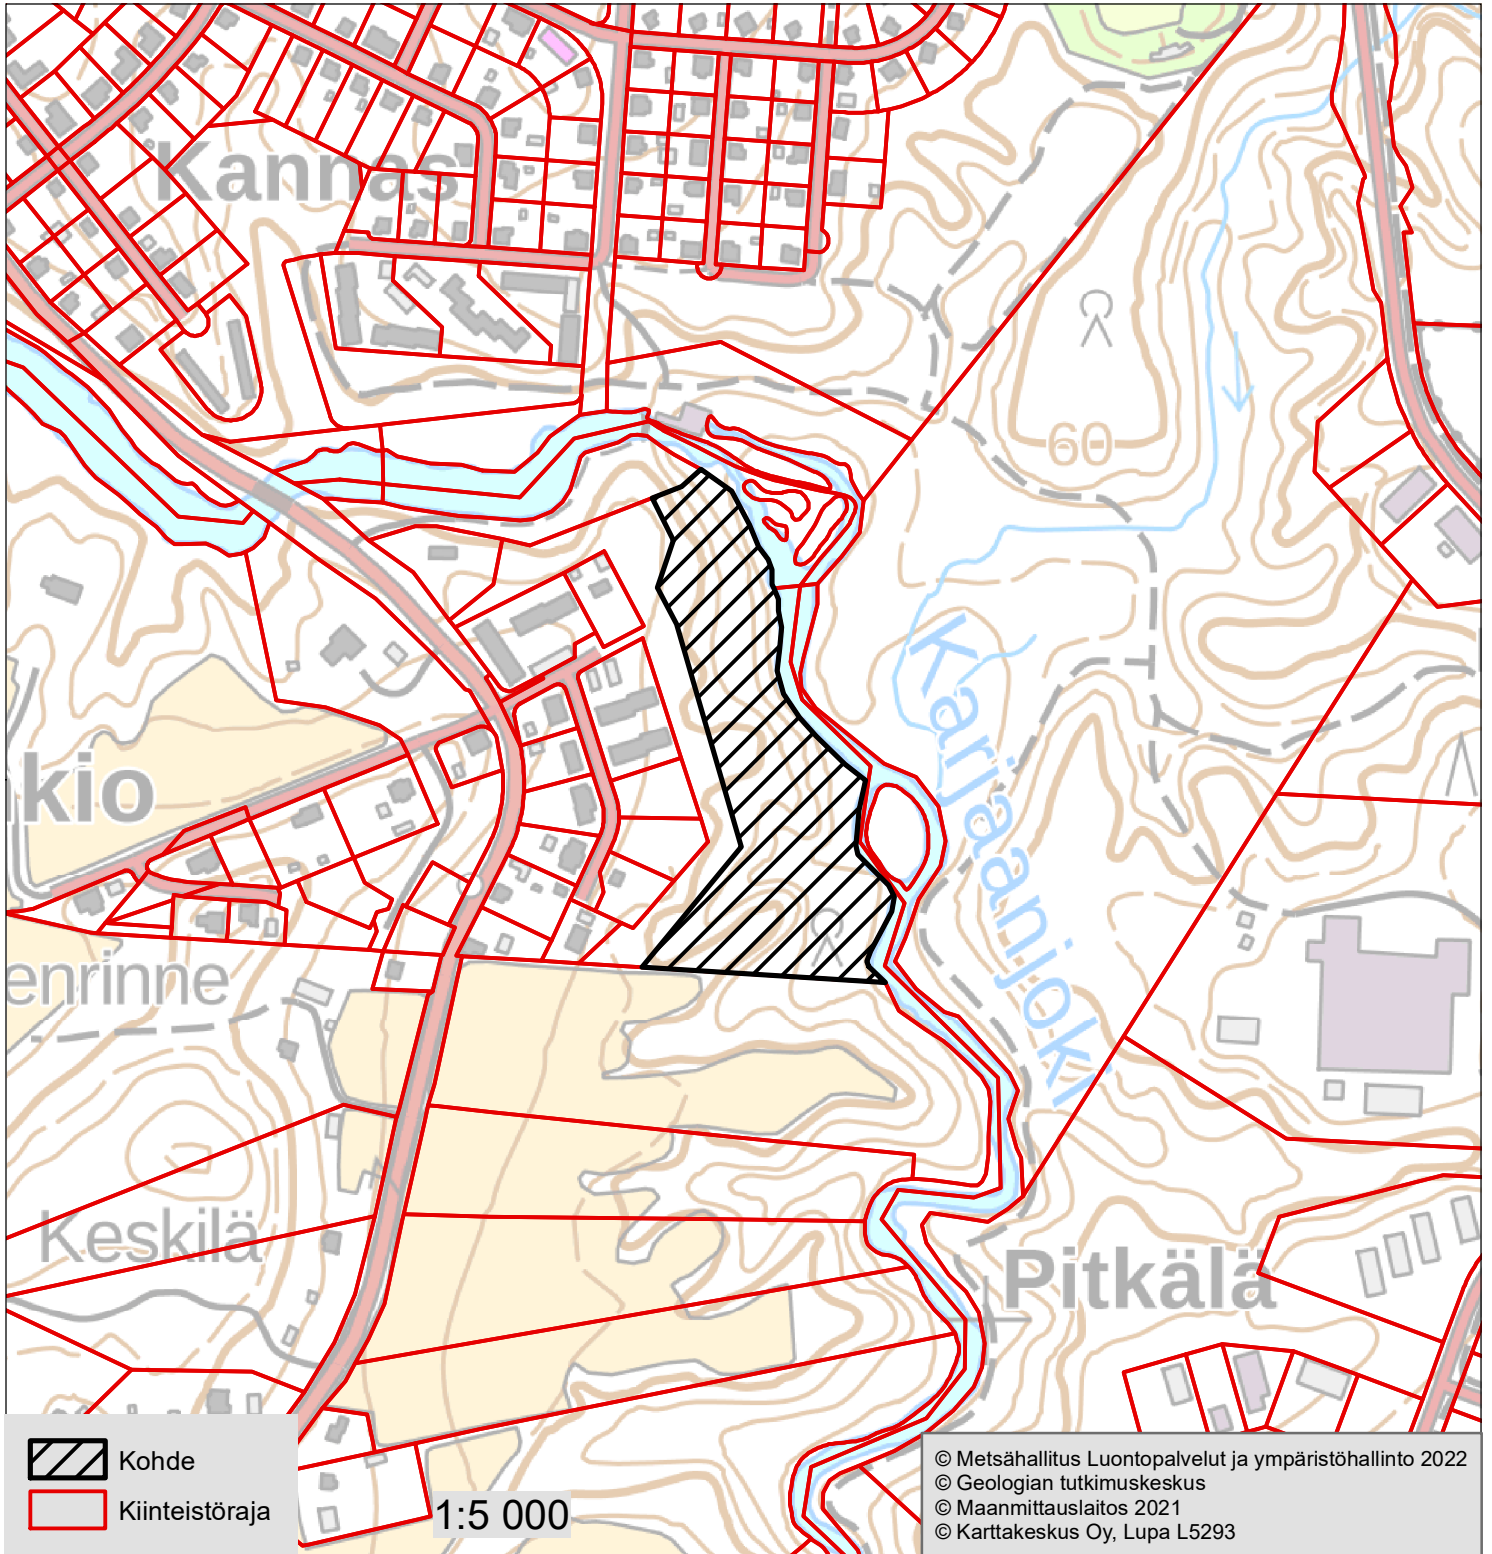 Kannas
60
Karjaanjoki
kio
enrinne
Keskilä
Pitkälä
Kohde
Kiinteistöraja
1:5 000
© Metsähallitus Luontopalvelut ja ympäristöhallinto 2022
© Geologian tutkimuskeskus
© Maanmittauslaitos 2021
© Karttakeskus Oy, Lupa L5293